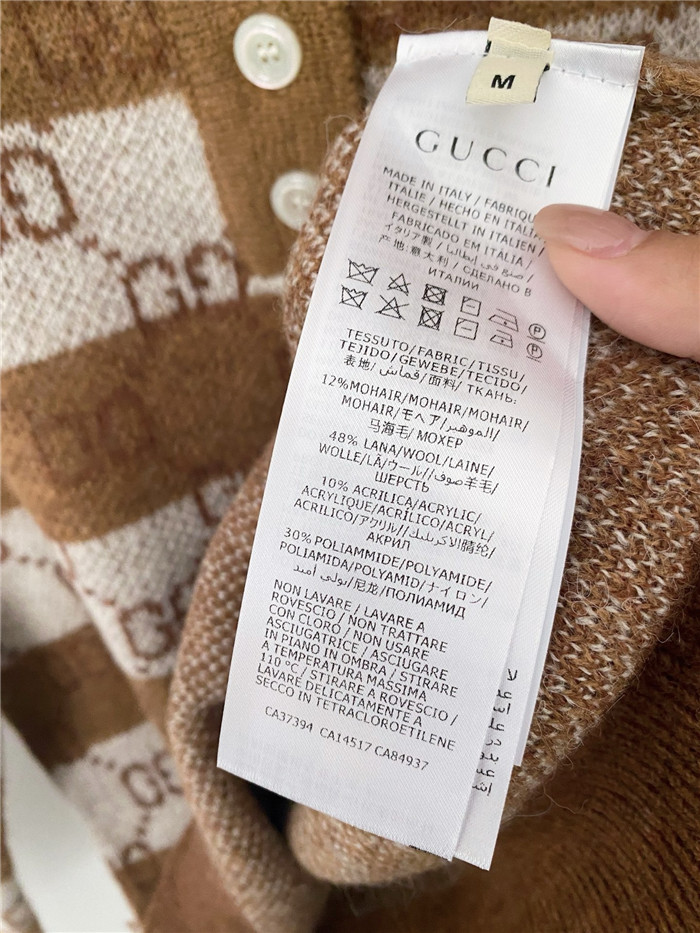 M
GUCCI
MADE IN ITALY / FABRIQUÉ
ITALIE / HECHO EN ITALIA
HERGESTELLT IN ITALIEN /
FABRICADO EM ITÁLIA /
イタリア製 / صنع في إيطاليا /
产地:意大利 / СДЕЛАНО В
ИТАЛИИ
P
P
TESSUTO/FABRIC/TISSU/
TEJIDO/GEWEBE/TECIDO/
表地/قماش/面料/ ТКАНЬ:
12%MOHAIR/MOHAIR/MOHAIR/
MOHAIR/モヘア/الموهير/
马海毛/ МОХЕР
48% LANA/WOOL/LAINE/
WOLLE/LÃ/ウール/صوف/羊毛/
ШЕРСТЬ
10% ACRILICA/ACRYLIC/
ACRYLIQUE/ACRÍLICO/ACRYL/
ACRILICO/アクリル/الاكريليك/腈纶/
АКРИЛ
30% POLIAMMIDE/POLYAMIDE/
POLIAMIDA/POLYAMID/ナイロン/
بولي أميد/尼龙/ПОЛИАМИД
NON LAVARE / LAVARE A
ROVESCIO / NON TRATTARE
CON CLORO / NON USARE
ASCIUGATRICE / ASCIUGARE
IN PIANO IN OMBRA / STIRARE
A TEMPERATURA MASSIMA
110 °C / STIRARE A ROVESCIO /
LAVARE DELICATAMENTE A
SECCO IN TETRACLOROETILENE
CA37394 CA14517 CA84937